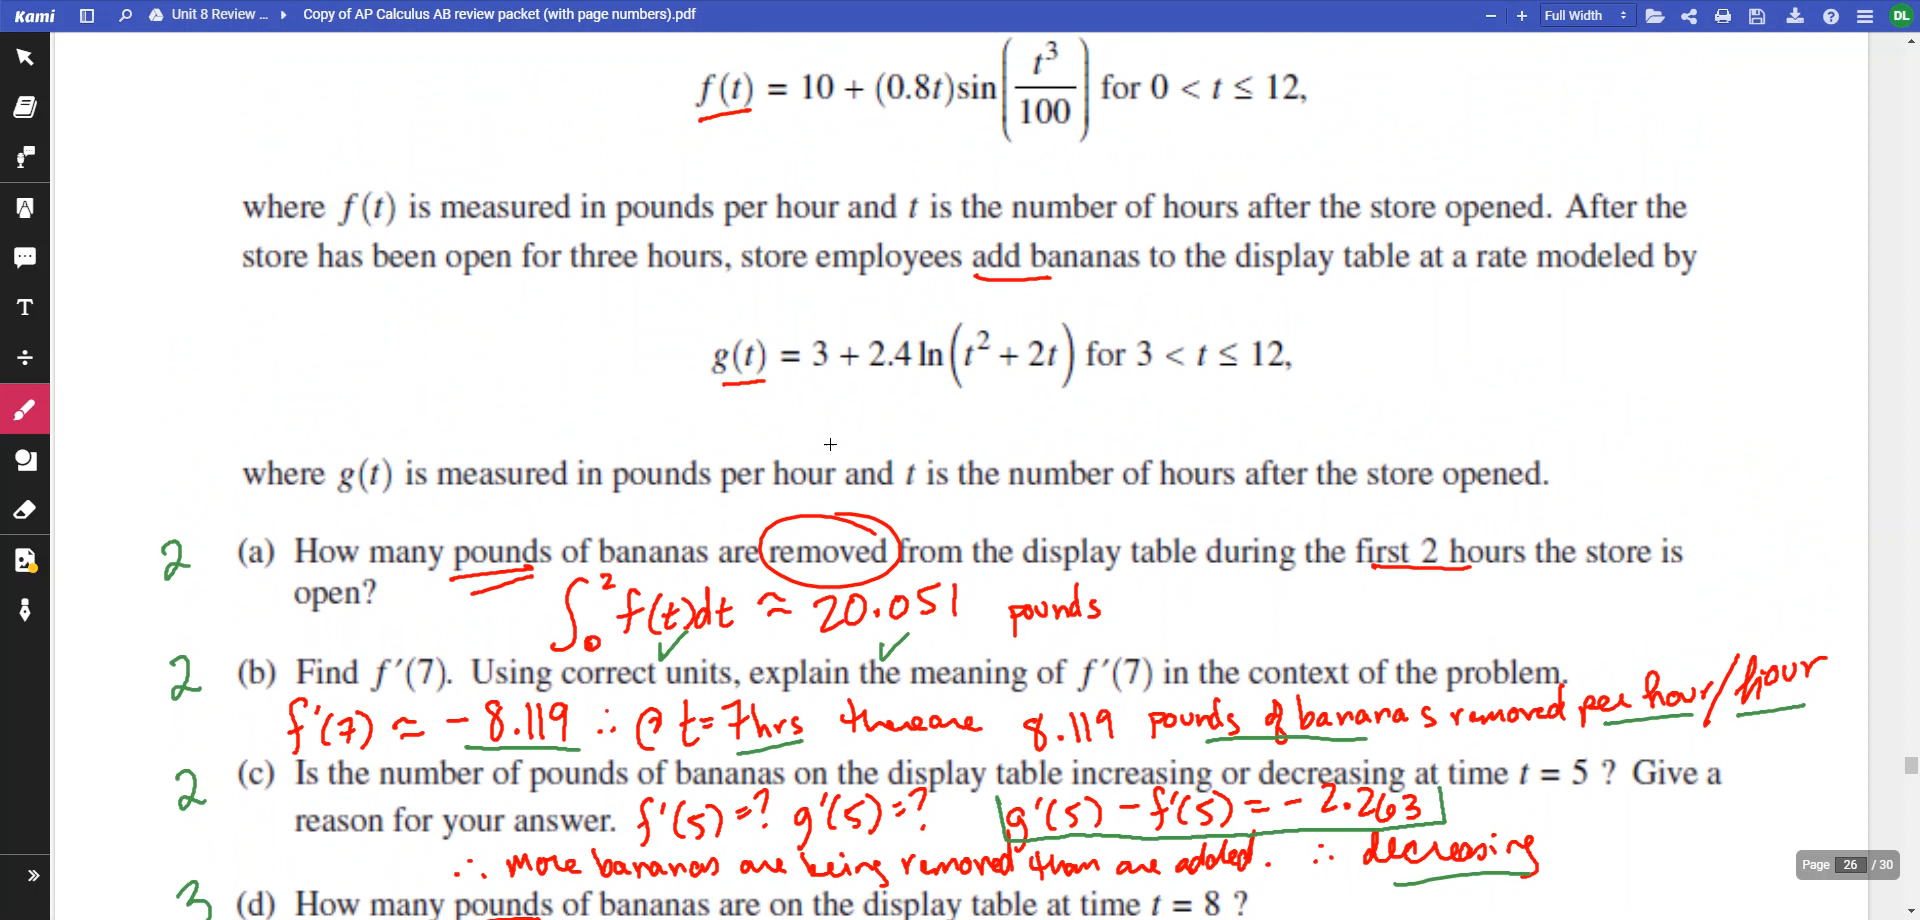 Kami Unit 8 Review ... Copy of AP Calculus AB review packet (with page numbers).pdf Full Width DL
f(t) = 10 + (0.8t)sin(t³/100) for 0 < t ≤ 12,
where f(t) is measured in pounds per hour and t is the number of hours after the store opened. After the
store has been open for three hours, store employees add bananas to the display table at a rate modeled by
g(t) = 3 + 2.4 ln(t² + 2t) for 3 < t ≤ 12,
where g(t) is measured in pounds per hour and t is the number of hours after the store opened.
2 (a) How many pounds of bananas are removed from the display table during the first 2 hours the store is
open?
∫₀² f(t)dt ≈ 20.051 pounds
2 (b) Find f′(7). Using correct units, explain the meaning of f′(7) in the context of the problem.
f'(7) ≈ -8.119 ∴ @ t=7hrs there are 8.119 pounds of bananas removed per hour/hour
2 (c) Is the number of pounds of bananas on the display table increasing or decreasing at time t = 5 ? Give a
reason for your answer. f'(5)=? g'(5)=? g'(5) - f'(5) = -2.263
∴ more bananas are being removed than are added. ∴ decreasing
3 (d) How many pounds of bananas are on the display table at time t = 8 ?
Page 26 / 30